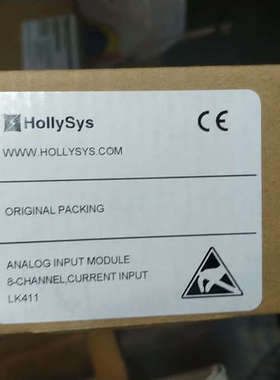 HollySys
CE
WWW.HOLLYSYS.COM
ORIGINAL PACKING
ANALOG INPUT MODULE
8-CHANNEL,CURRENT INPUT
LK411